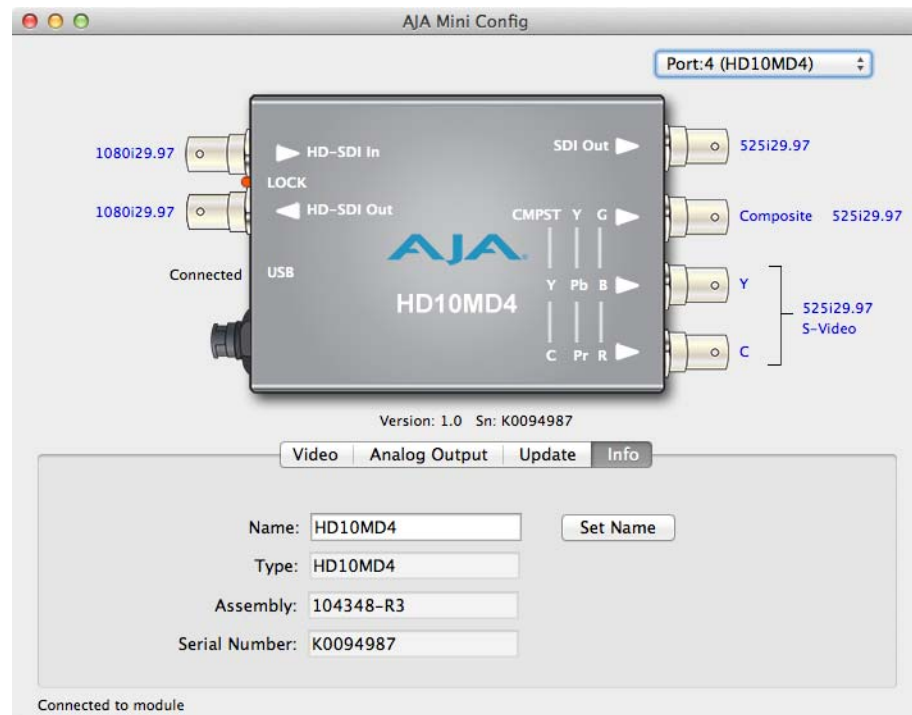 AJA Mini Config
Port:4 (HD10MD4)
1080i29.97
HD-SDI In
SDI Out
525i29.97
LOCK
1080i29.97
HD-SDI Out
CMPST Y G
Composite 525i29.97
AJA
Connected
USB
HD10MD4
Y Pb B
Y
525i29.97
S-Video
C Pr R
C
Version: 1.0 Sn: K0094987
Video
Analog Output
Update
Info
Name: HD10MD4
Set Name
Type: HD10MD4
Assembly: 104348-R3
Serial Number: K0094987
Connected to module